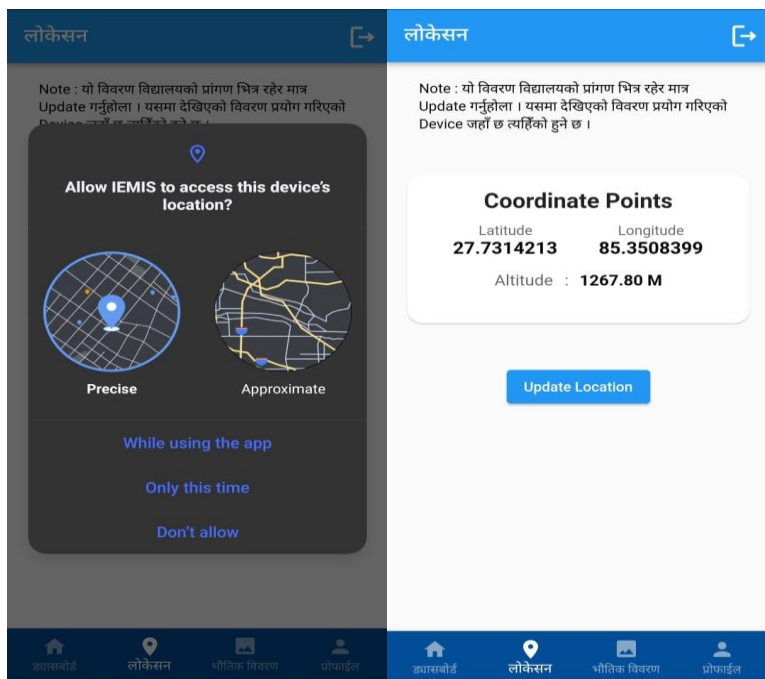 लोकेसन
Note : यो विवरण विद्यालयको प्रांगण भित्र रहेर मात्र
Update गर्नुहोला । यसमा देखिएको विवरण प्रयोग गरिएको
Allow IEMIS to access this device's
location?
Precise
Approximate
While using the app
Only this time
Don't allow
ड्यासबोर्ड
लोकेसन
भौतिक विवरण
प्रोफाईल
लोकेसन
Note : यो विवरण विद्यालयको प्रांगण भित्र रहेर मात्र
Update गर्नुहोला । यसमा देखिएको विवरण प्रयोग गरिएको
Device जहाँ छ त्यहिँको हुने छ ।
Coordinate Points
Latitude Longitude
27.7314213 85.3508399
Altitude : 1267.80 M
Update Location
ड्यासबोर्ड
लोकेसन
भौतिक विवरण
प्रोफाईल